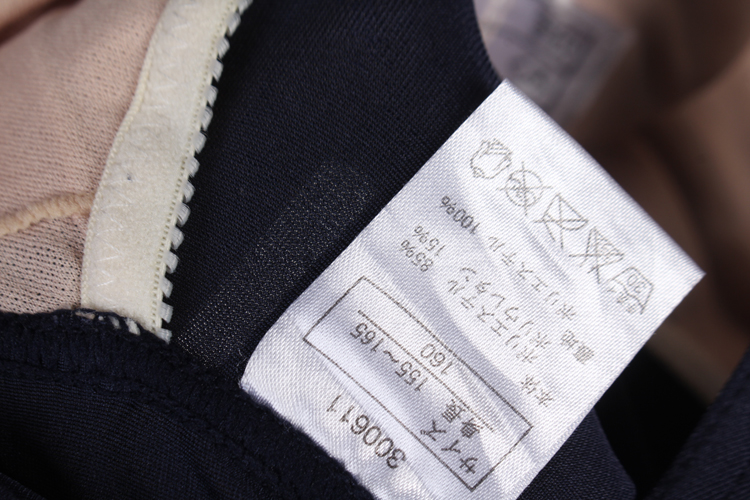 300611
サイズ 155〜165
身長 160
本体 ポリエステル 85%
ポリウレタン 15%
裏地 ポリエステル 100%